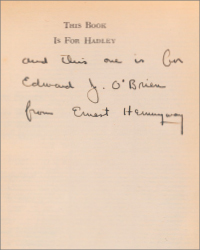 THIS BOOK
IS FOR HADLEY
and this one is for
Edward J. O'Brien
from Ernest Hemingway